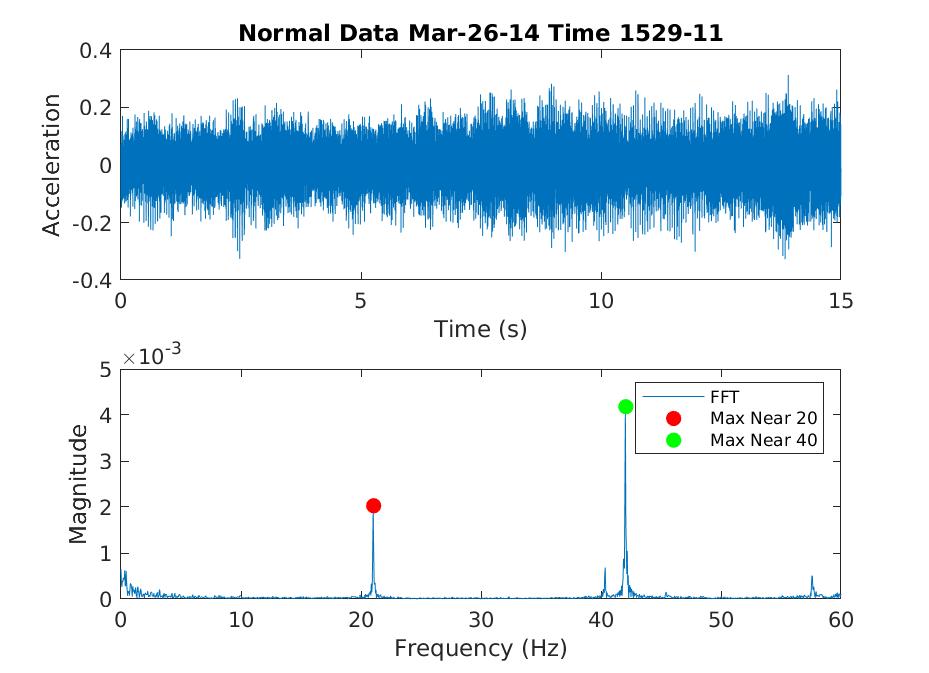 Normal Data Mar-26-14 Time 1529-11
0.4
0.2
0
-0.2
-0.4
Acceleration
0 5 10 15
Time (s)
×10-3
5
4
3
2
1
0
Magnitude
FFT
Max Near 20
Max Near 40
0 10 20 30 40 50 60
Frequency (Hz)